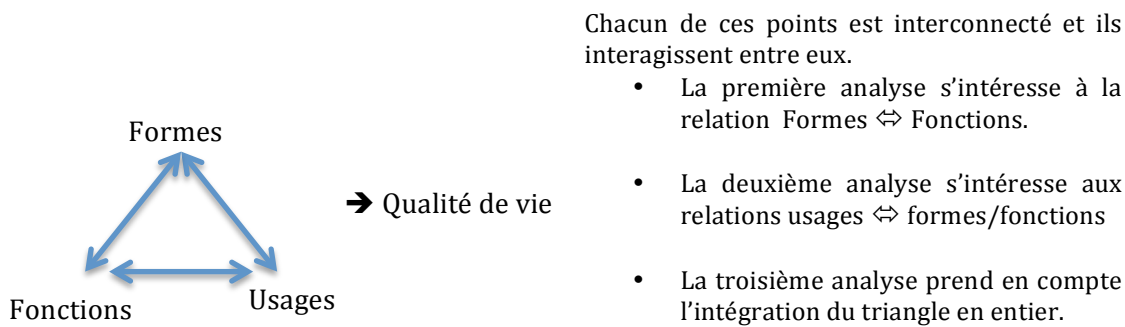 Chacun de ces points est interconnecté et ils
interagissent entre eux.
• La première analyse s’intéresse à la
relation Formes ⇔ Fonctions.
• La deuxième analyse s’intéresse aux
relations usages ⇔ formes/fonctions
• La troisième analyse prend en compte
l’intégration du triangle en entier.
Formes
➔ Qualité de vie
Fonctions
Usages